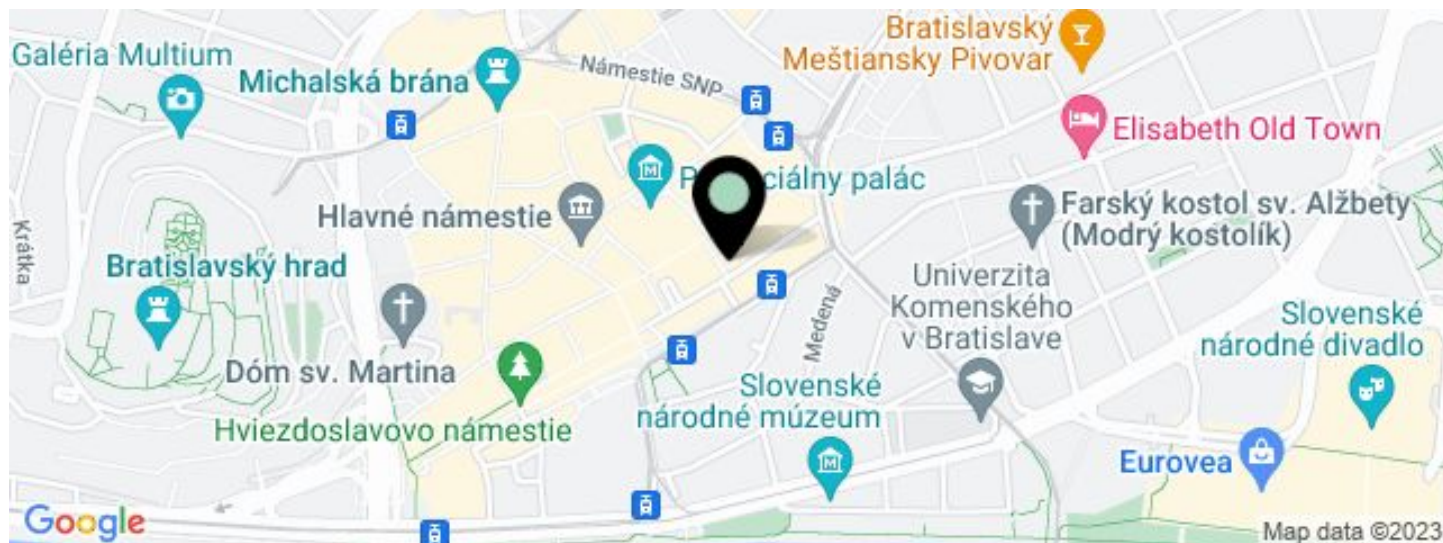 Bratislavský
Meštiansky Pivovar
Galéria Multium
Michalská brána
Námestie SNP
Elisabeth Old Town
ciálny palác
Hlavné námestie
Farský kostol sv. Alžbety
(Modrý kostolík)
Krátka
Bratislavský hrad
Univerzita
Komenského
v Bratislave
Medená
Slovenské
národné divadlo
Dóm sv. Martina
Slovenské
národné múzeum
Hviezdoslavovo námestie
Eurovea
Google
Map data ©2023